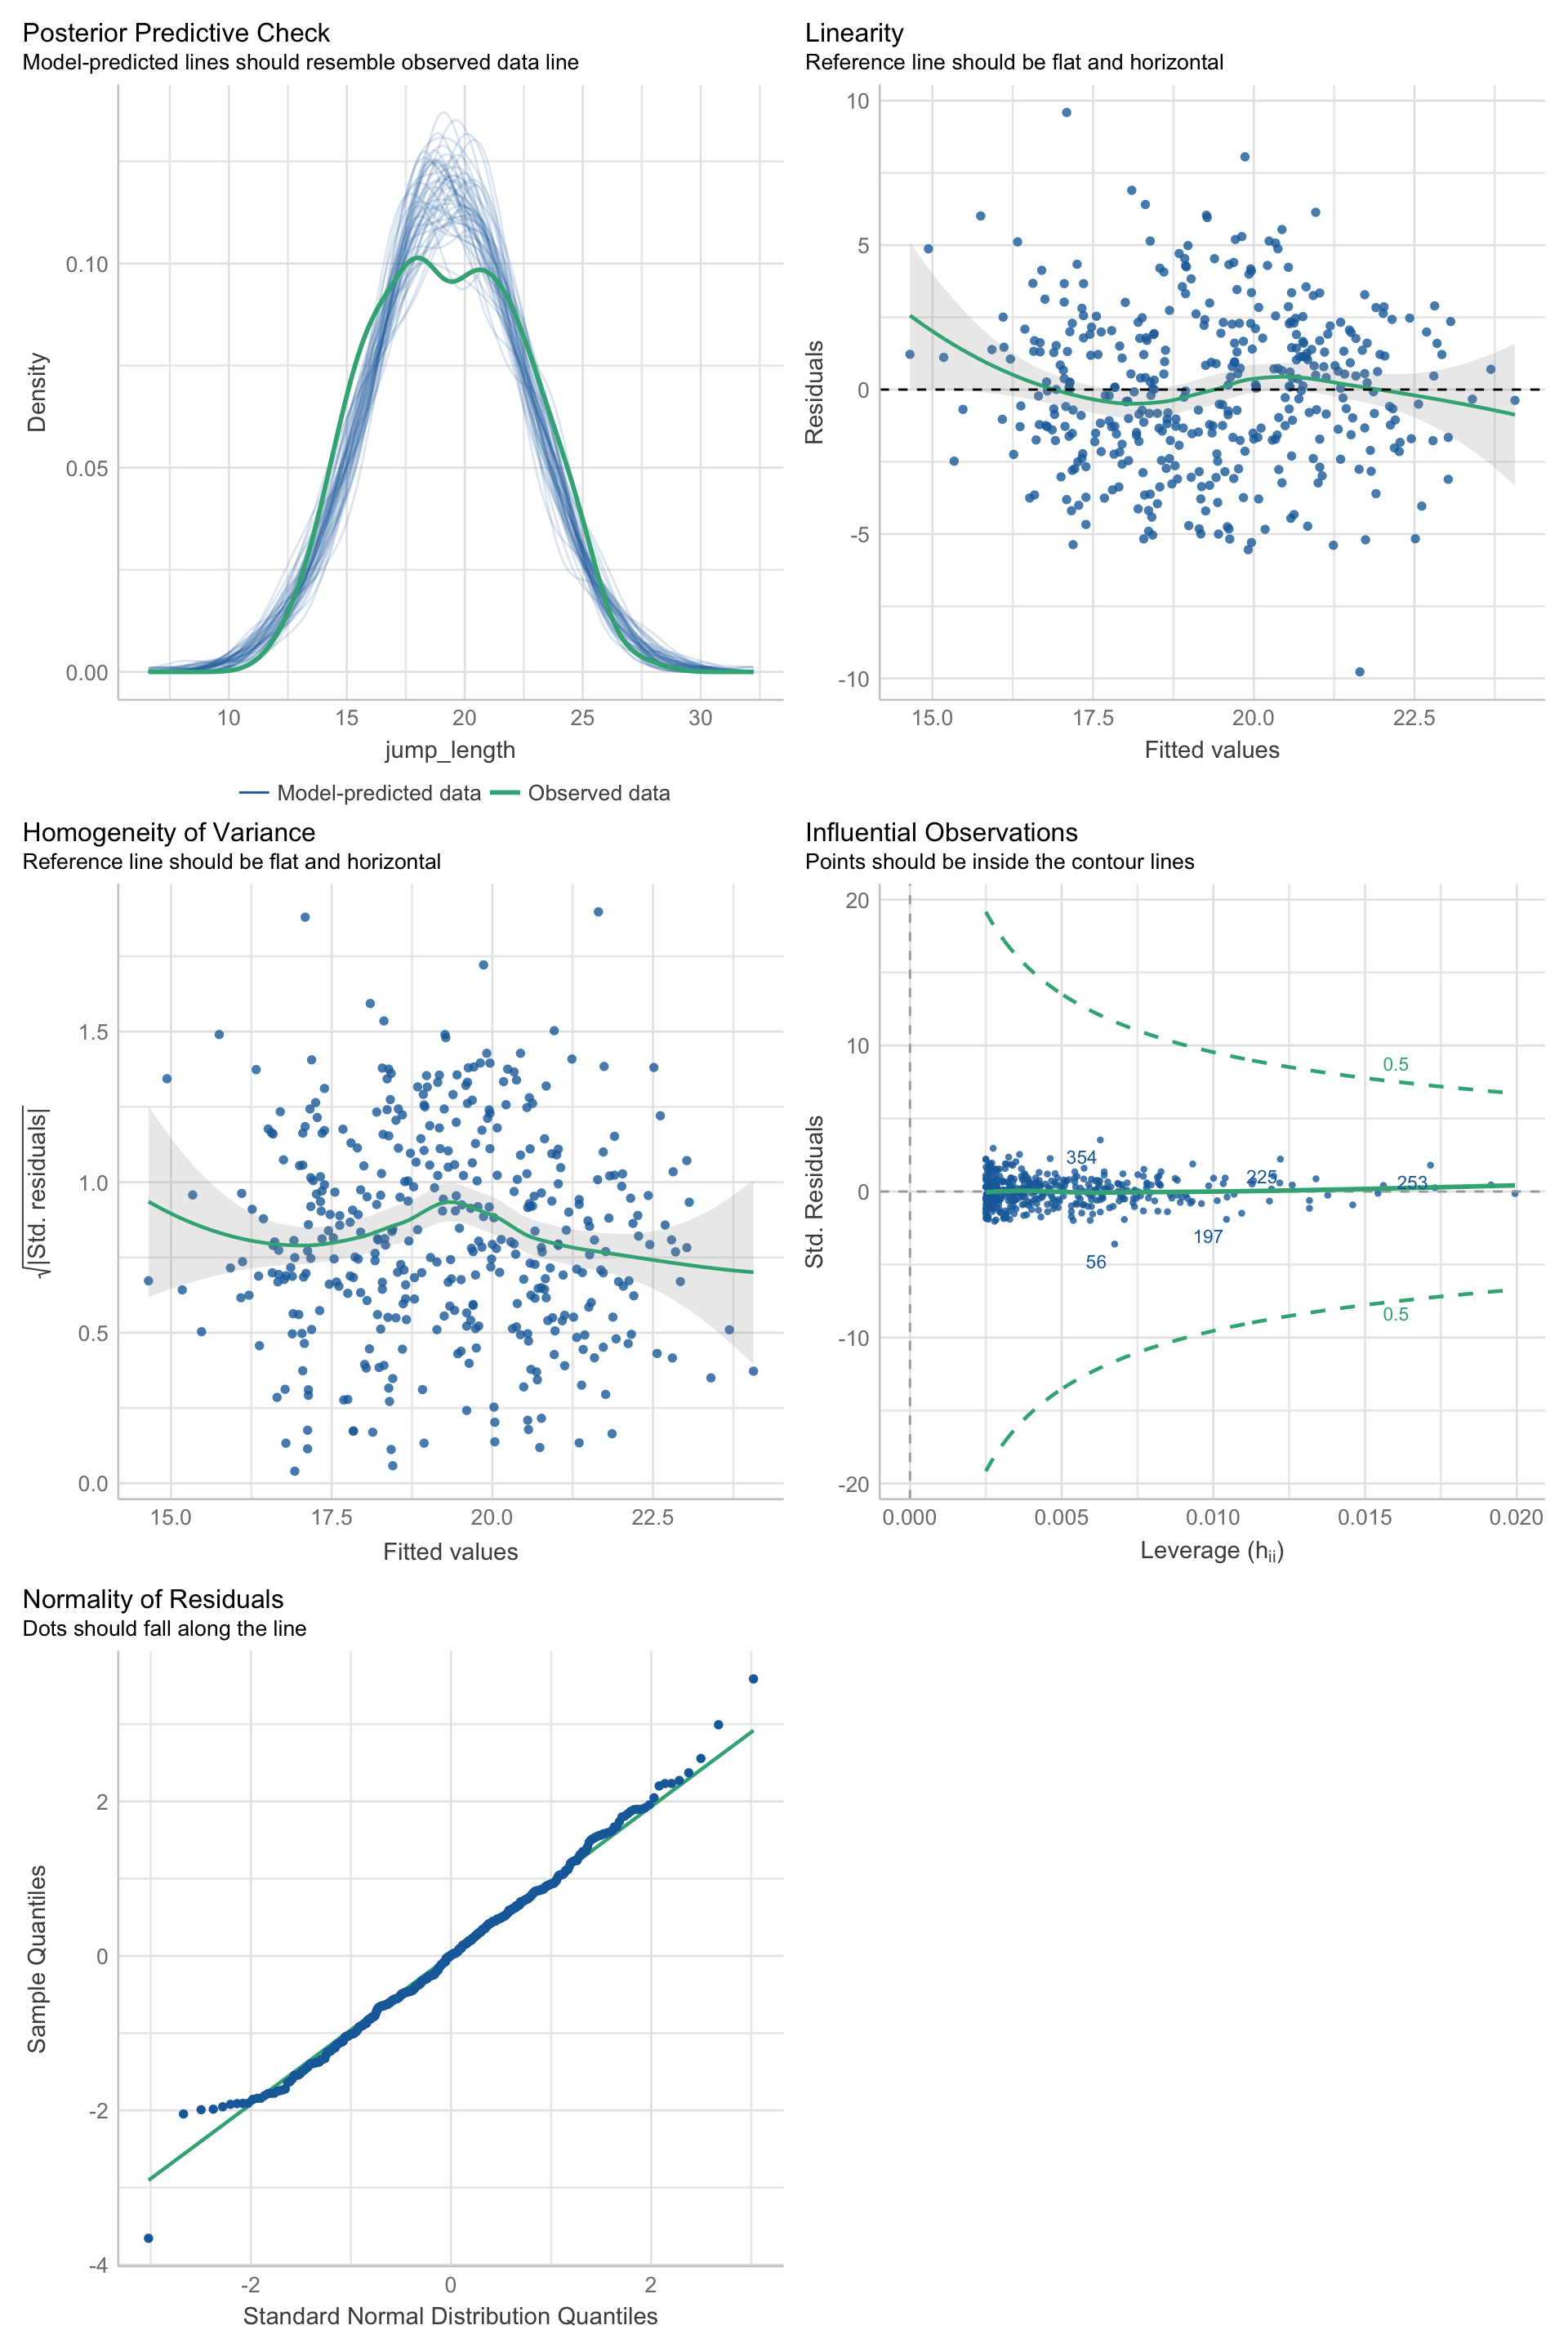 Posterior Predictive Check
Model-predicted lines should resemble observed data line
Density
0.10
0.05
0.00
10 15 20 25 30
jump_length
Model-predicted data Observed data
Linearity
Reference line should be flat and horizontal
Residuals
10
5
0
-5
-10
15.0 17.5 20.0 22.5
Fitted values
Homogeneity of Variance
Reference line should be flat and horizontal
√|Std. residuals|
1.5
1.0
0.5
0.0
15.0 17.5 20.0 22.5
Fitted values
Influential Observations
Points should be inside the contour lines
Std. Residuals
20
10
0
-10
-20
0.5
354
225
253
197
56
0.5
0.000 0.005 0.010 0.015 0.020
Leverage (hᵢᵢ)
Normality of Residuals
Dots should fall along the line
Sample Quantiles
2
0
-2
-4
-2 0 2
Standard Normal Distribution Quantiles